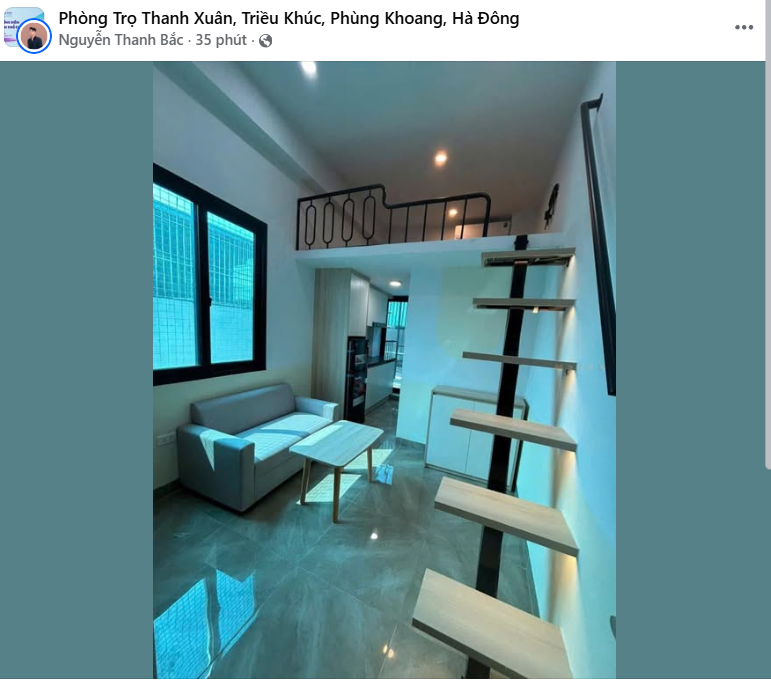 Phòng Trọ Thanh Xuân, Triều Khúc, Phùng Khoang, Hà Đông
Nguyễn Thanh Bắc · 35 phút ·